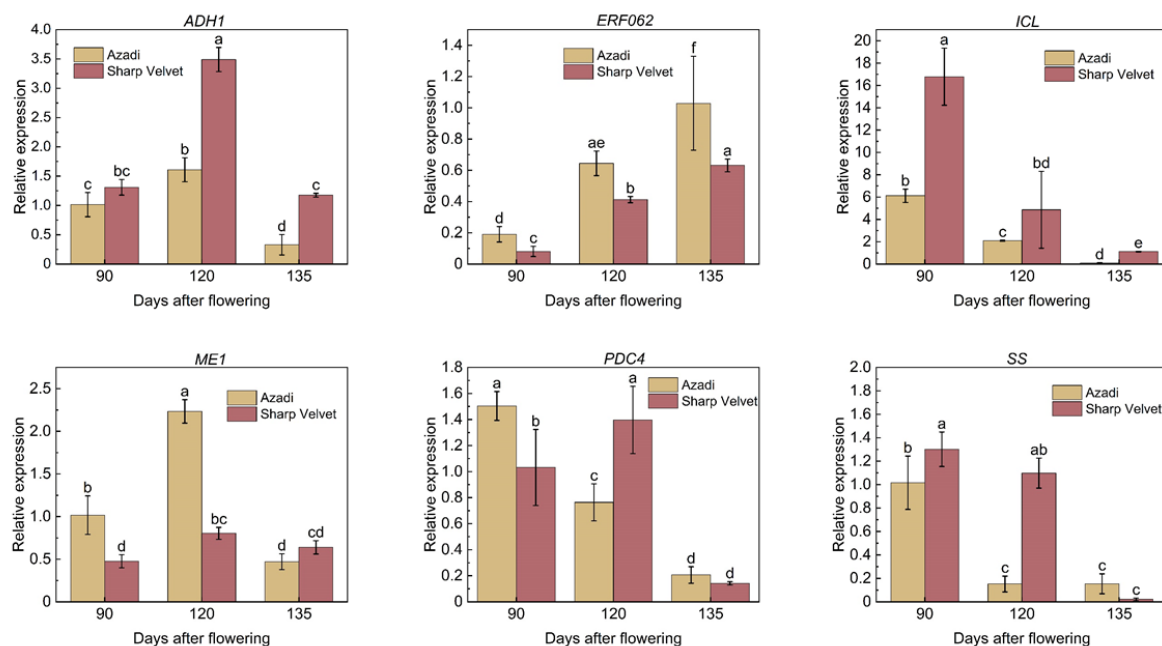 ADH1
4.0
3.5
3.0
2.5
2.0
1.5
1.0
0.5
0
Relative expression
Azadi
Sharp Velvet
c
bc
b
a
d
c
90
120
135
Days after flowering
ERF062
1.4
1.2
1.0
0.8
0.6
0.4
0.2
0
Relative expression
Azadi
Sharp Velvet
d
c
ae
b
f
a
90
120
135
Days after flowering
ICL
20
18
16
14
12
10
8
6
4
2
0
Relative expression
Azadi
Sharp Velvet
b
a
c
bd
d
e
90
120
135
Days after flowering
ME1
2.5
2.0
1.5
1.0
0.5
0
Relative expression
Azadi
Sharp Velvet
b
d
a
bc
d
cd
90
120
135
Days after flowering
PDC4
1.8
1.6
1.4
1.2
1.0
0.8
0.6
0.4
0.2
0
Relative expression
Azadi
Sharp Velvet
a
b
c
a
d
d
90
120
135
Days after flowering
SS
2.0
1.8
1.6
1.4
1.2
1.0
0.8
0.6
0.4
0.2
0
Relative expression
Azadi
Sharp Velvet
b
a
c
ab
c
c
90
120
135
Days after flowering